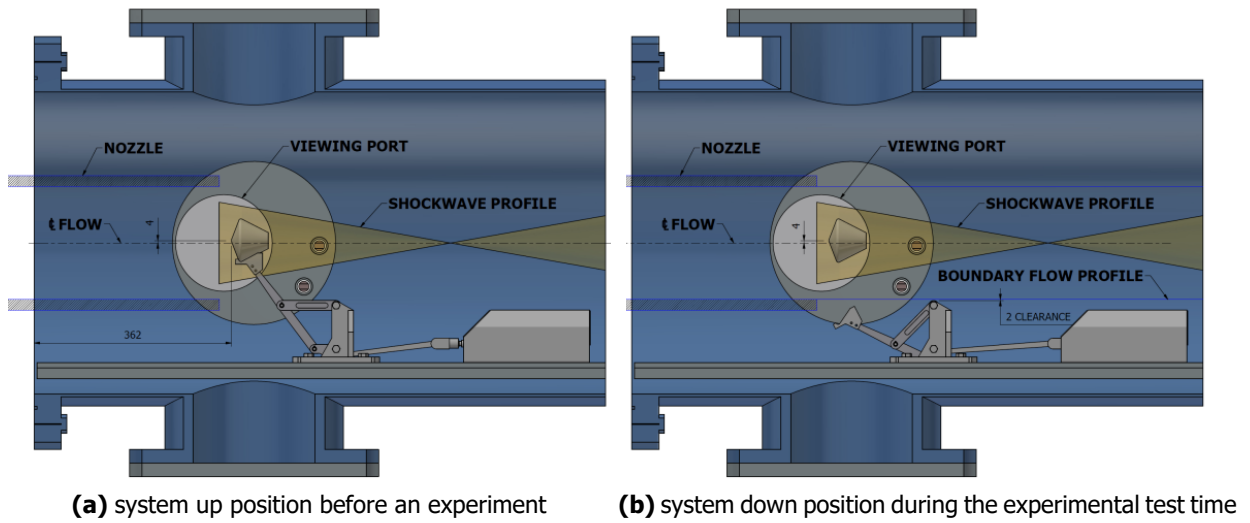 NOZZLE
VIEWING PORT
SHOCKWAVE PROFILE
℄ FLOW
4
362
NOZZLE
VIEWING PORT
SHOCKWAVE PROFILE
℄ FLOW
4
BOUNDARY FLOW PROFILE
2 CLEARANCE
(a) system up position before an experiment
(b) system down position during the experimental test time